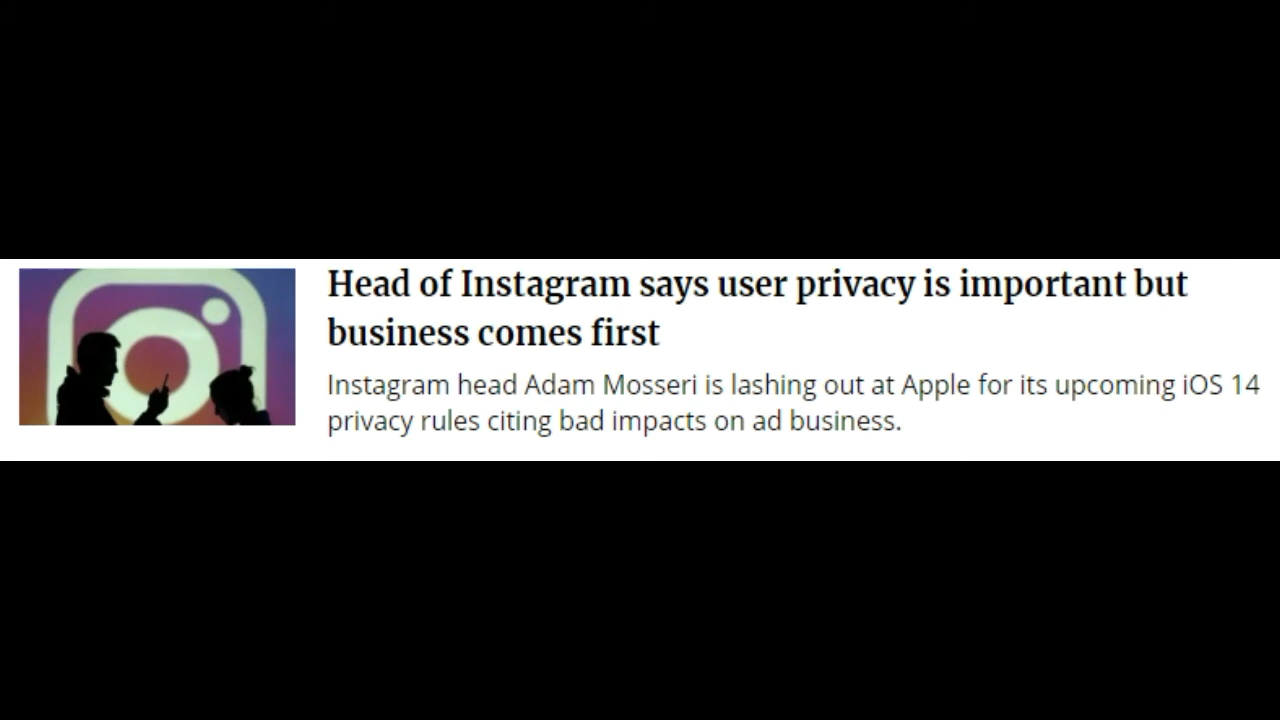 Head of Instagram says user privacy is important but
business comes first
Instagram head Adam Mosseri is lashing out at Apple for its upcoming iOS 14
privacy rules citing bad impacts on ad business.